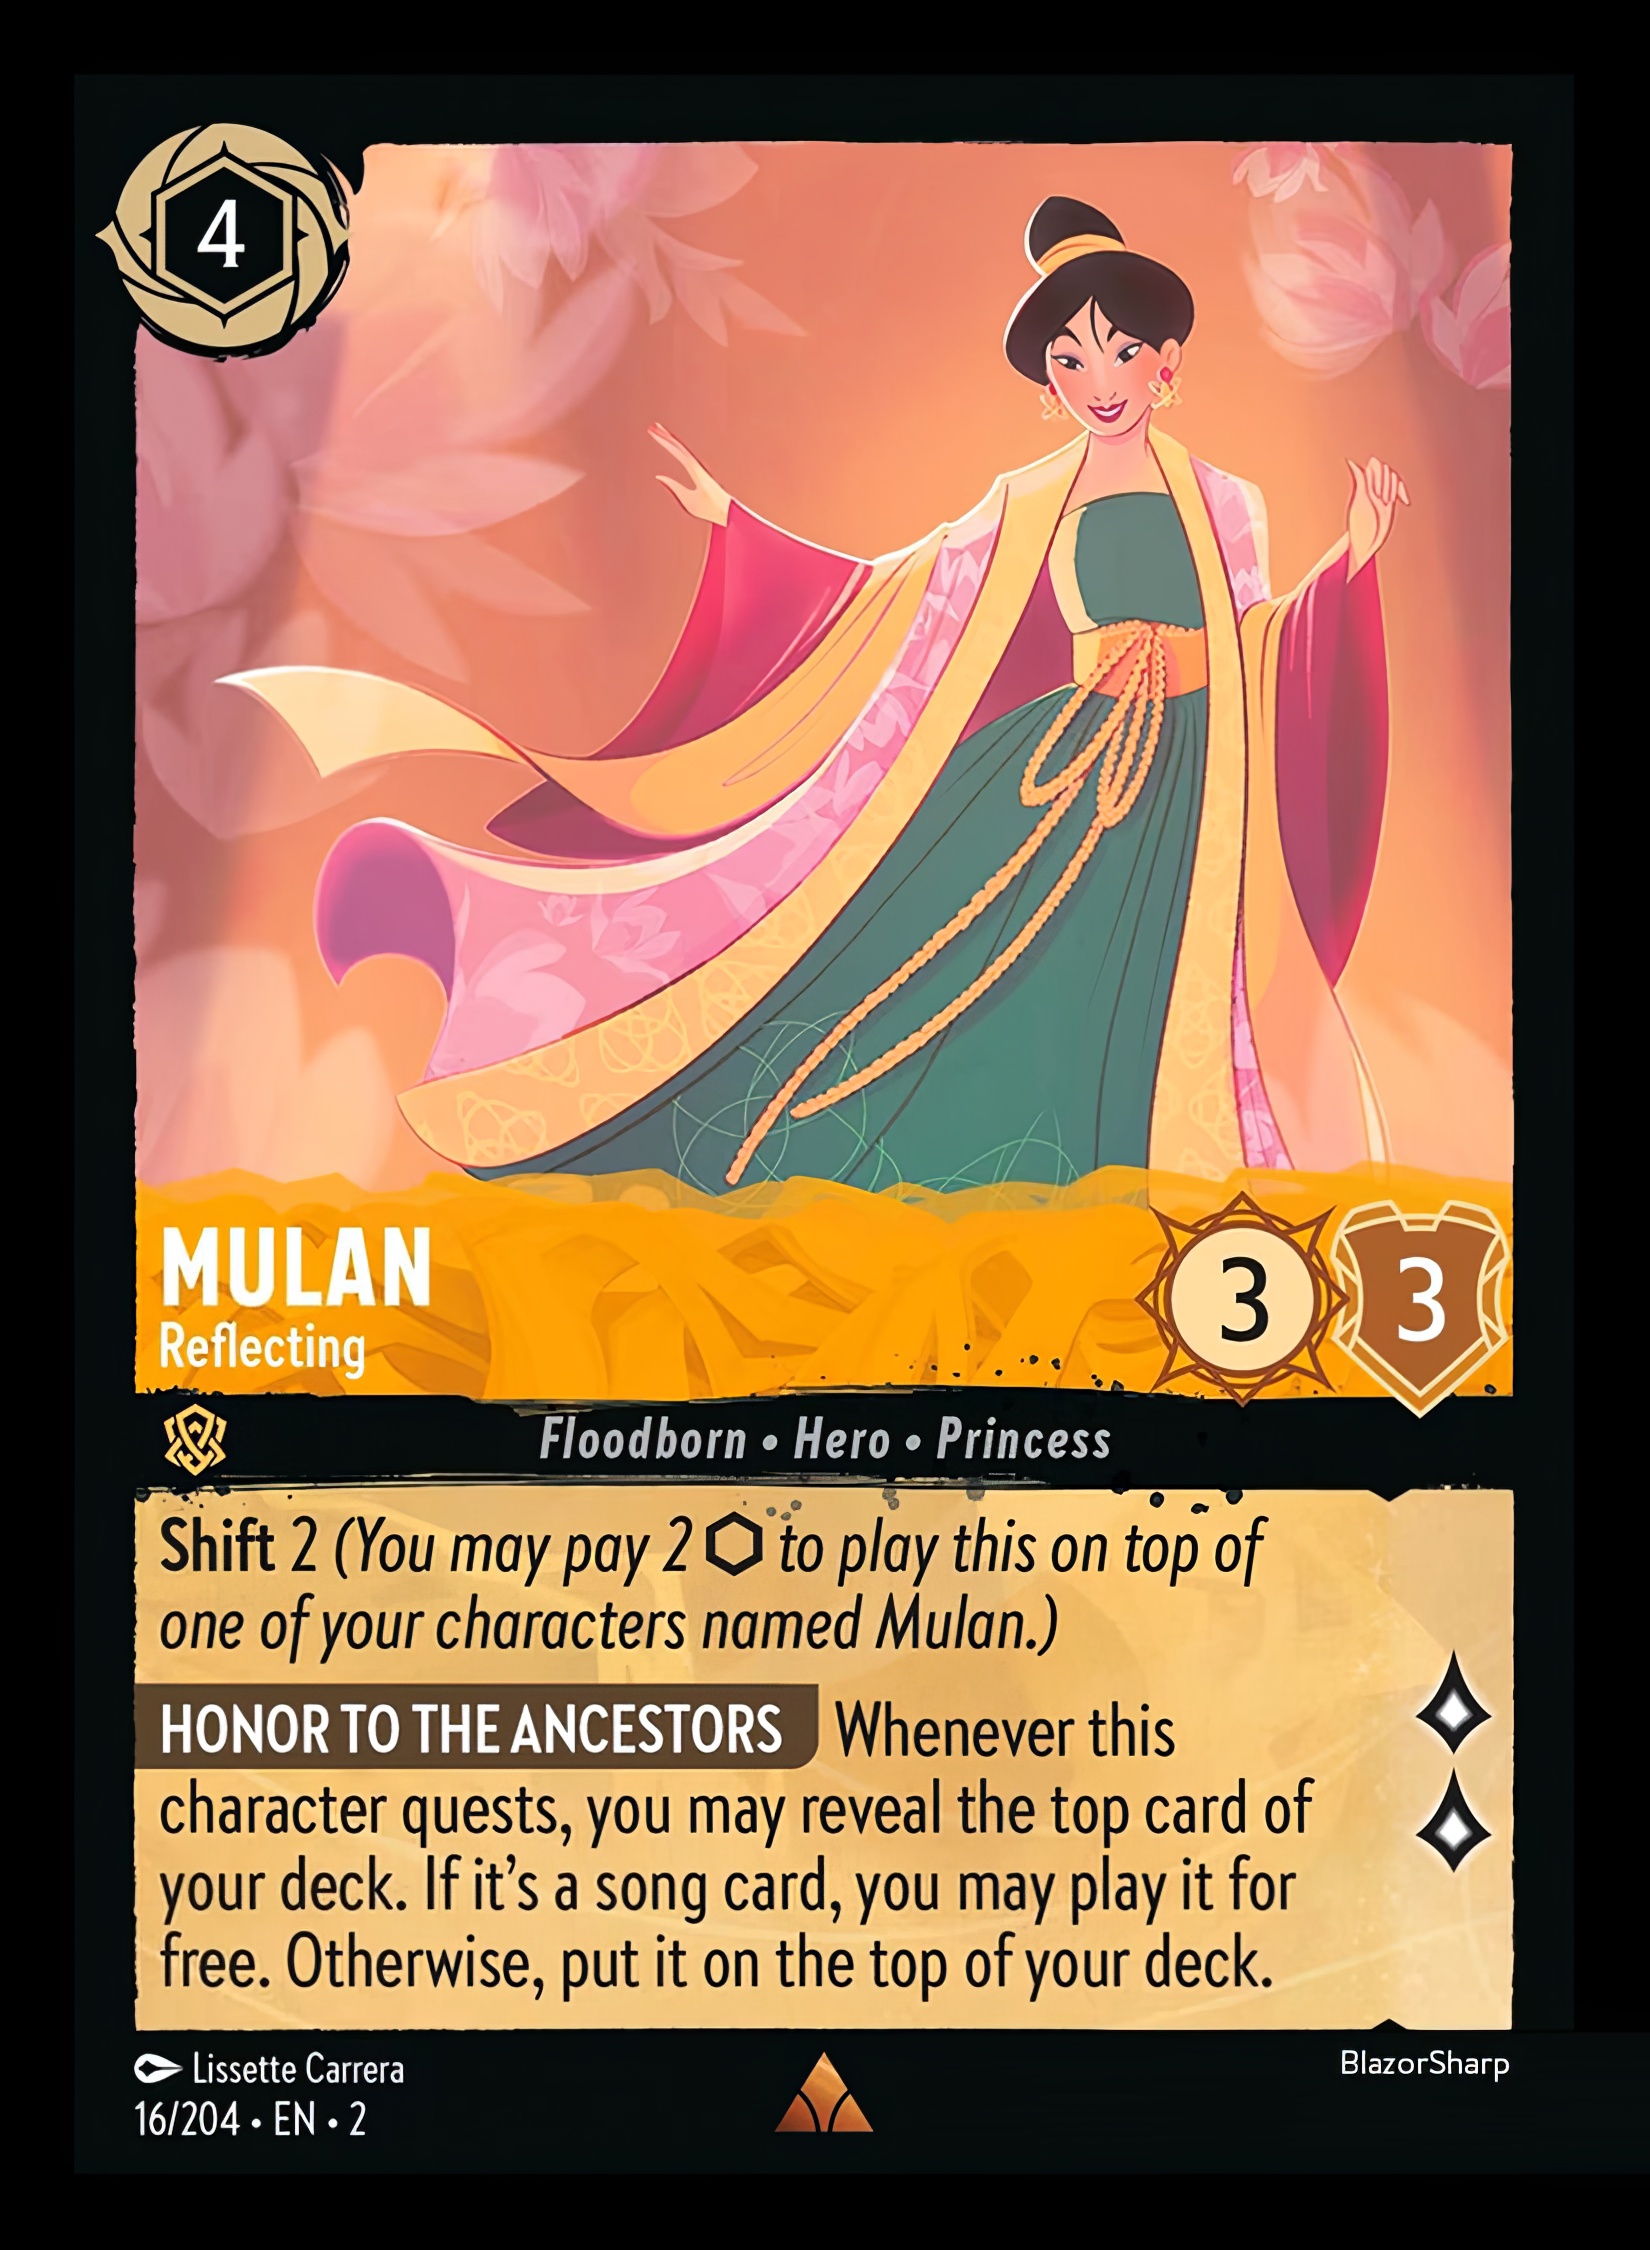 4
MULAN
Reflecting
3 3
Floodborn • Hero • Princess
Shift 2 (You may pay 2 ⬡ to play this on top of
one of your characters named Mulan.)
HONOR TO THE ANCESTORS Whenever this
character quests, you may reveal the top card of
your deck. If it’s a song card, you may play it for
free. Otherwise, put it on the top of your deck.
Lissette Carrera
BlazorSharp
16/204 • EN • 2